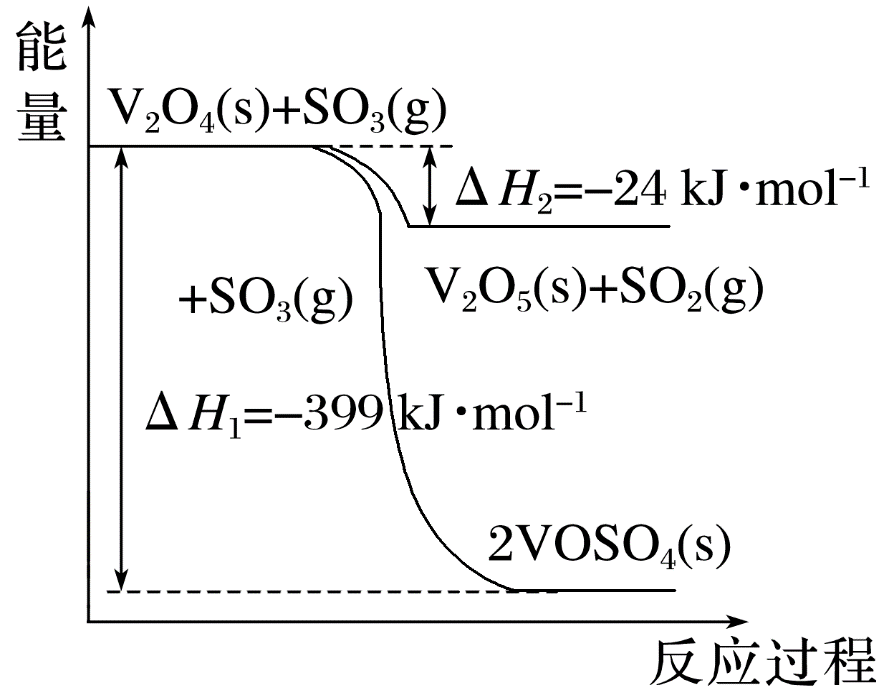 能量
V₂O₄(s)+SO₃(g)
ΔH₂=−24 kJ·mol⁻¹
V₂O₅(s)+SO₂(g)
+SO₃(g)
ΔH₁=−399 kJ·mol⁻¹
2VOSO₄(s)
反应过程